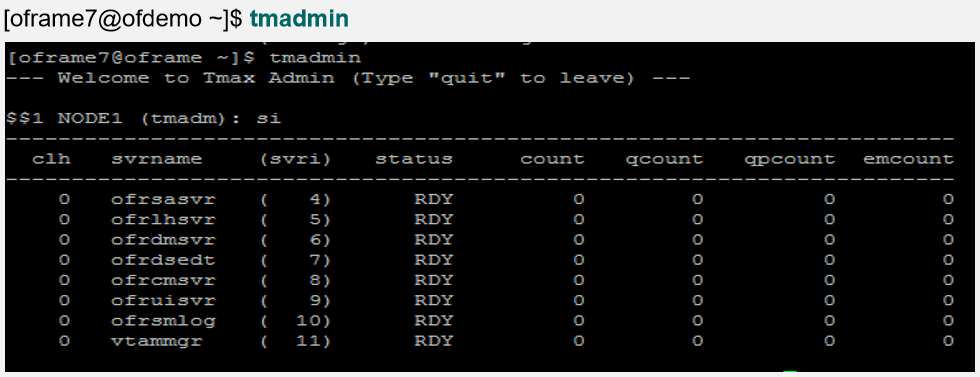 [oframe7@ofdemo ~]$ tmadmin
[oframe7@oframe ~]$ tmadmin
--- Welcome to Tmax Admin (Type "quit" to leave) ---
$$1 NODE1 (tmadm): si
clh svrname (svri) status count qcount qpcount emcount
0 ofrsasvr ( 4) RDY 0 0 0 0
0 ofrlhsvr ( 5) RDY 0 0 0 0
0 ofrdmsvr ( 6) RDY 0 0 0 0
0 ofrdsedt ( 7) RDY 0 0 0 0
0 ofrcmsvr ( 8) RDY 0 0 0 0
0 ofruisvr ( 9) RDY 0 0 0 0
0 ofrsmlog ( 10) RDY 0 0 0 0
0 vtammgr ( 11) RDY 0 0 0 0